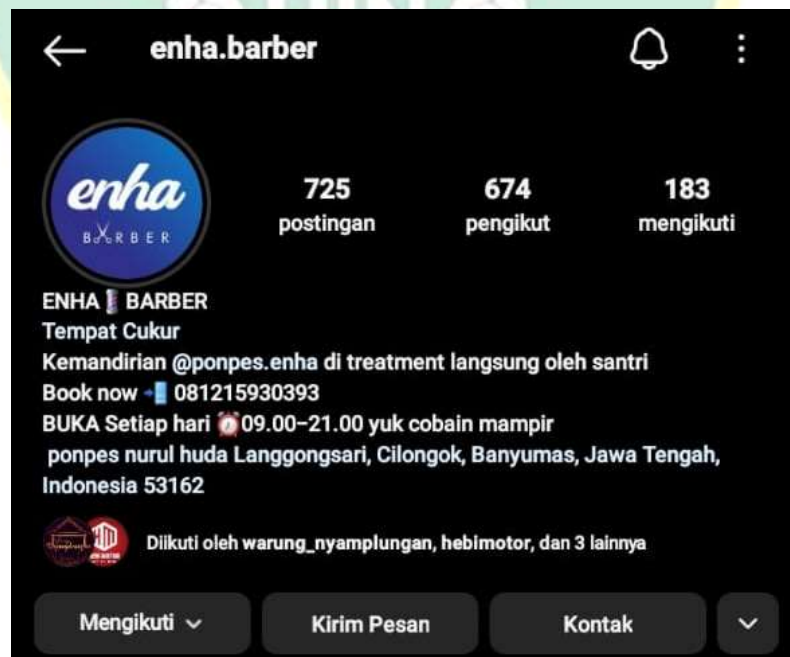 enha.barber
enha
BARBER
725 674 183
postingan pengikut mengikuti
ENHA 💈 BARBER
Tempat Cukur
Kemandirian @ponpes.enha di treatment langsung oleh santri
Book now 📲 081215930393
BUKA Setiap hari ⏰09.00–21.00 yuk cobain mampir
ponpes nurul huda Langgongsari, Cilongok, Banyumas, Jawa Tengah,
Indonesia 53162
Diikuti oleh warung_nyamplungan, hebimotor, dan 3 lainnya
Mengikuti Kirim Pesan Kontak